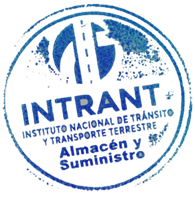 INTRANT
INSTITUTO NACIONAL DE TRÁNSITO
Y TRANSPORTE TERRESTRE
Almacén y
Suministro